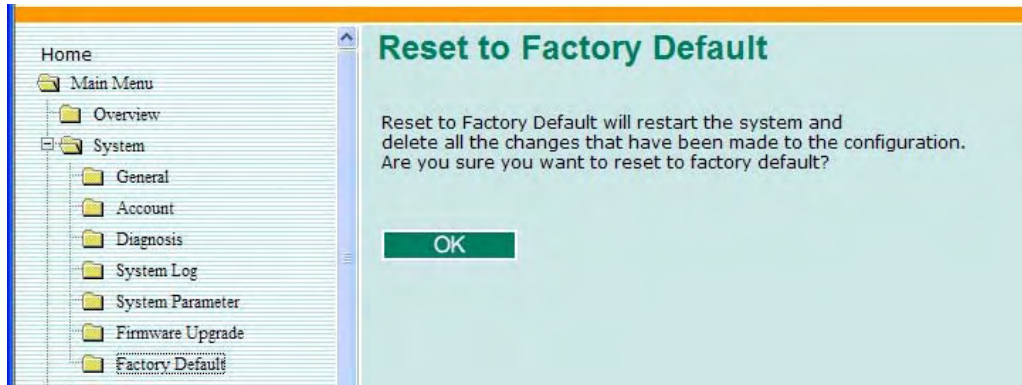 Home
Main Menu
Overview
System
General
Account
Diagnosis
System Log
System Parameter
Firmware Upgrade
Factory Default
Reset to Factory Default
Reset to Factory Default will restart the system and
delete all the changes that have been made to the configuration.
Are you sure you want to reset to factory default?
OK